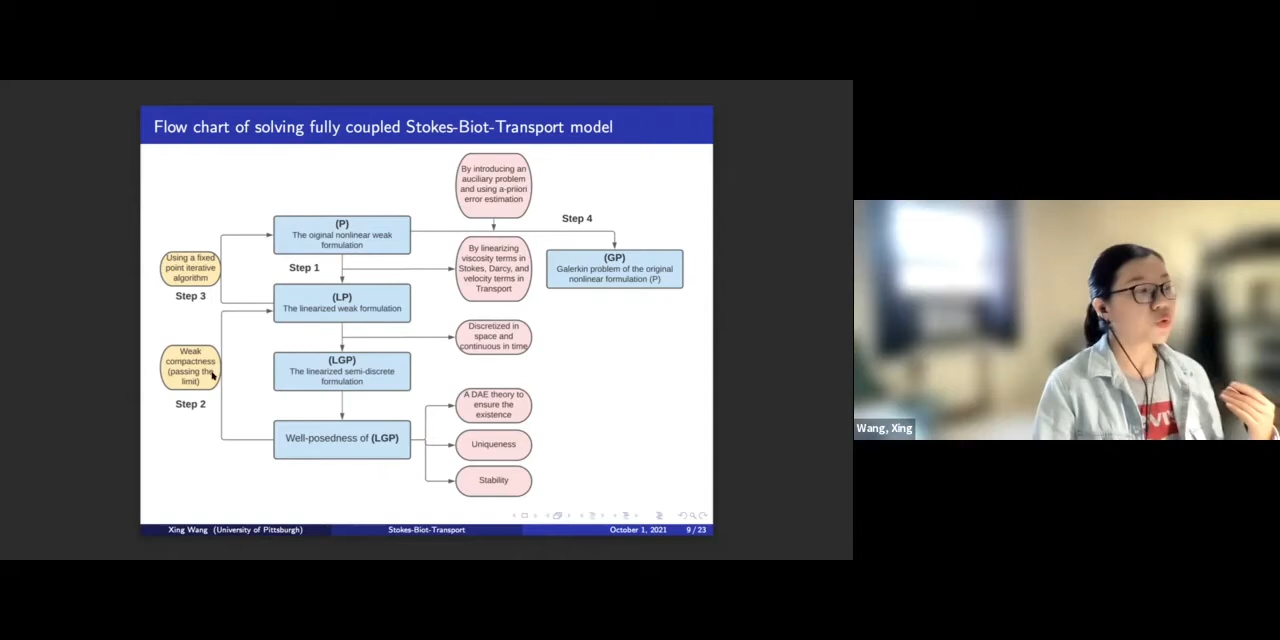 Flow chart of solving fully coupled Stokes-Biot-Transport model
By introducing an
auciliary problem
and using a-priiori
error estimation
Step 4
(P)
The oiginal nonlinear weak
formulation
Using a fixed
point iterative
algorithm
Step 3
Step 1
By linearizing
viscosity terms in
Stokes, Darcy, and
velocity terms in
Transport
(GP)
Galerkin problem of the original
nonlinear formulation (P)
(LP)
The linearized weak formulation
Discretized in
space and
continuous in time
Weak
compactness
(passing the
limit)
Step 2
(LGP)
The linearized semi-discrete
formulation
A DAE theory to
ensure the
existence
Well-posedness of (LGP)
Uniqueness
Stability
Xing Wang (University of Pittsburgh)
Stokes-Biot-Transport
October 1, 2021
9 / 23
Wang, Xing